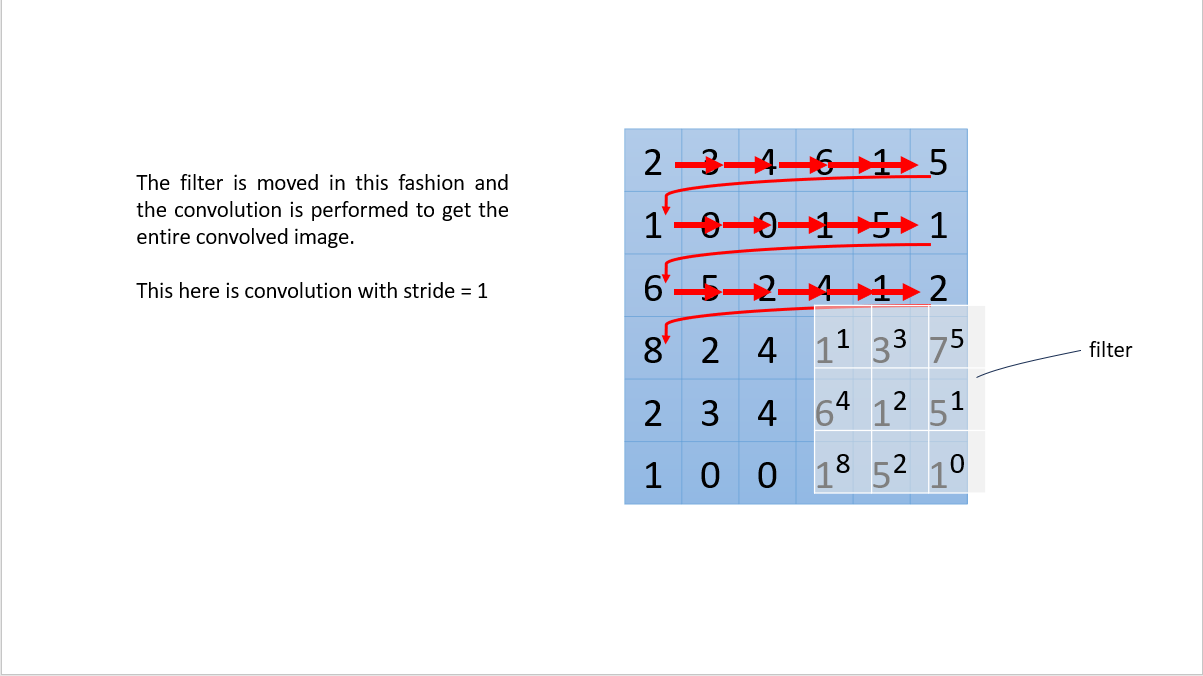 The filter is moved in this fashion and
the convolution is performed to get the
entire convolved image.
This here is convolution with stride = 1
2 3 4 6 1 5
1 0 0 1 5 1
6 5 2 4 1 2
8 2 4 1 1 3 3 7 5
2 3 4 6 4 1 2 5 1
1 0 0 1 8 5 2 1 0
filter